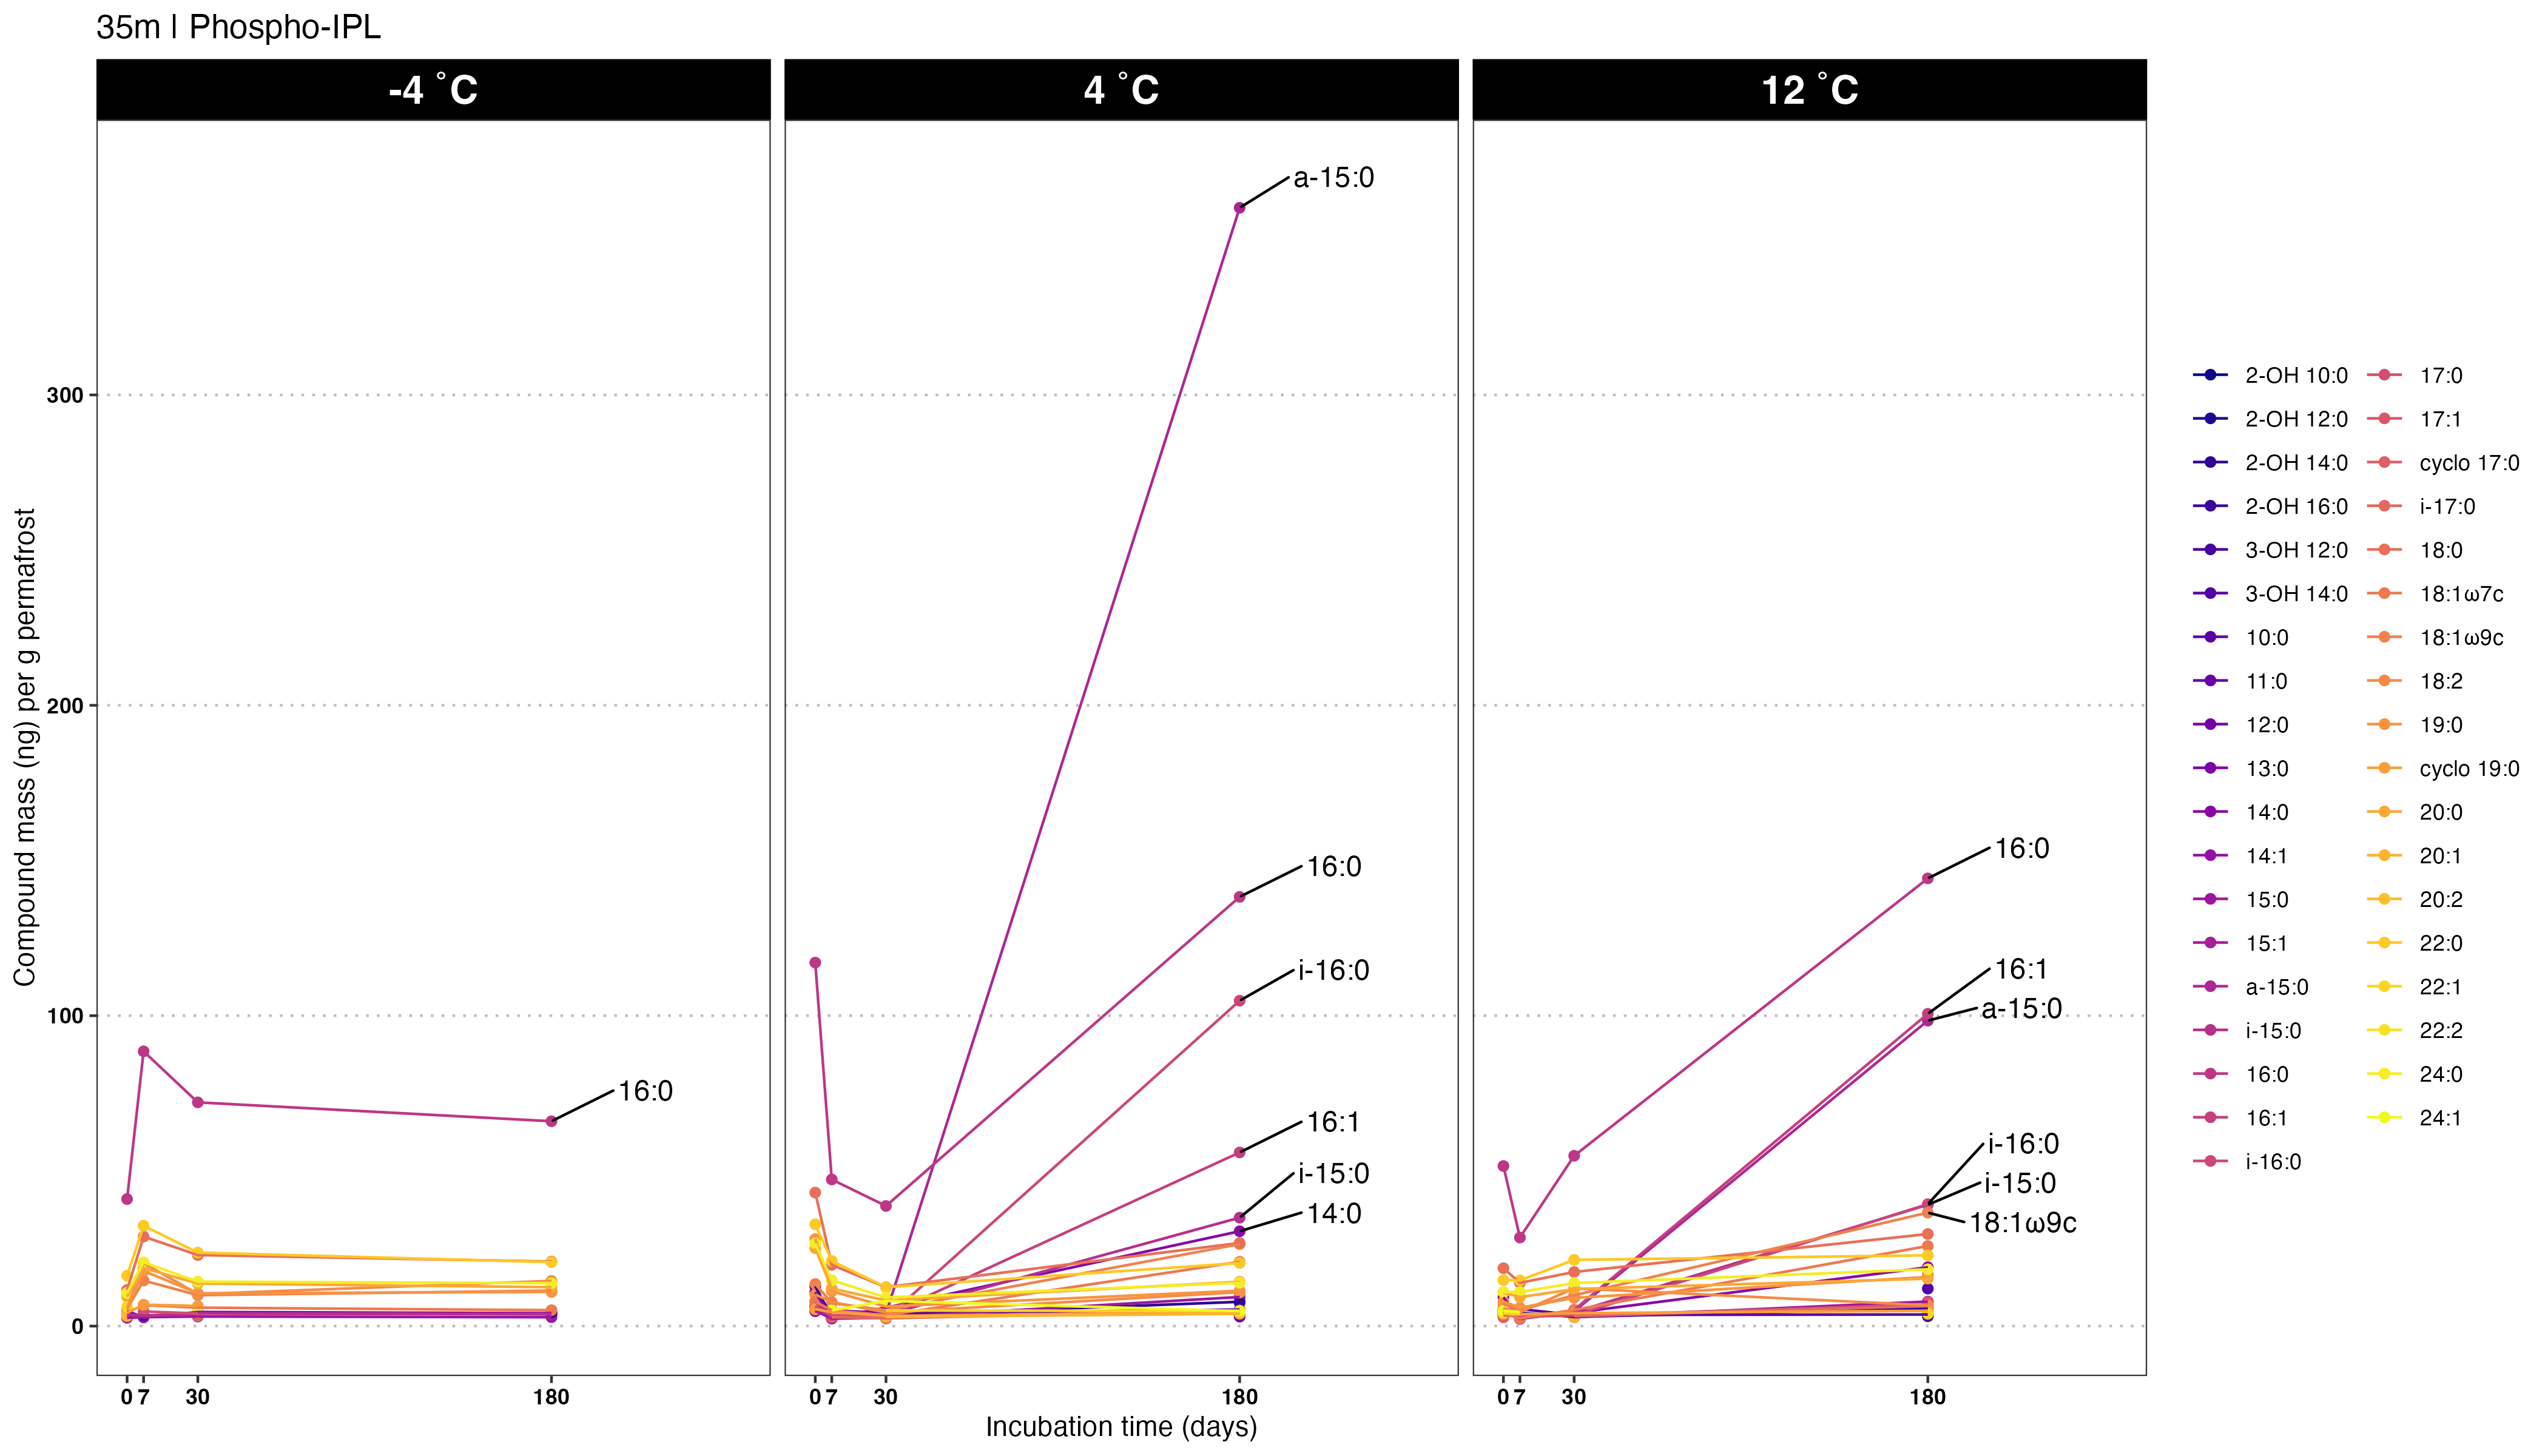 35m | Phospho-IPL
-4 °C
4 °C
12 °C
Compound mass (ng) per g permafrost
300
200
100
0
16:0
a-15:0
16:0
i-16:0
16:1
i-15:0
14:0
16:0
16:1
a-15:0
i-16:0
i-15:0
18:1ω9c
0 7 30 180
0 7 30 180
0 7 30 180
Incubation time (days)
2-OH 10:0
2-OH 12:0
2-OH 14:0
2-OH 16:0
3-OH 12:0
3-OH 14:0
10:0
11:0
12:0
13:0
14:0
14:1
15:0
15:1
a-15:0
i-15:0
16:0
16:1
i-16:0
17:0
17:1
cyclo 17:0
i-17:0
18:0
18:1ω7c
18:1ω9c
18:2
19:0
cyclo 19:0
20:0
20:1
20:2
22:0
22:1
22:2
24:0
24:1